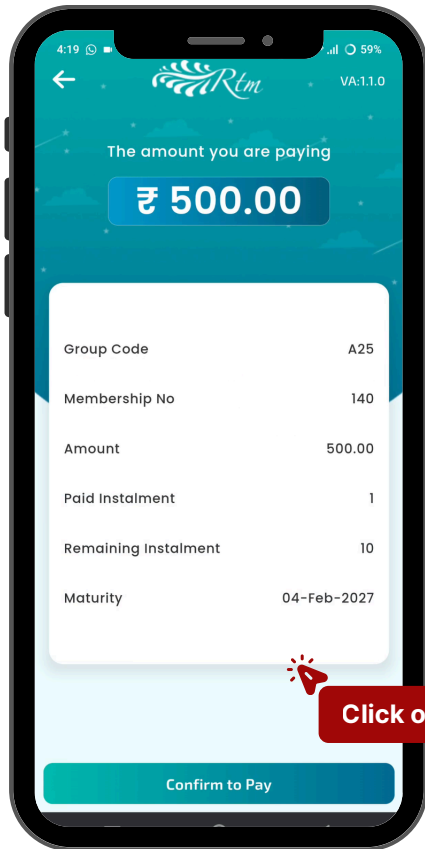 4:19 59%
Rtm
VA:1.1.0
The amount you are paying
₹ 500.00
Group Code A25
Membership No 140
Amount 500.00
Paid Instalment 1
Remaining Instalment 10
Maturity 04-Feb-2027
Click o
Confirm to Pay